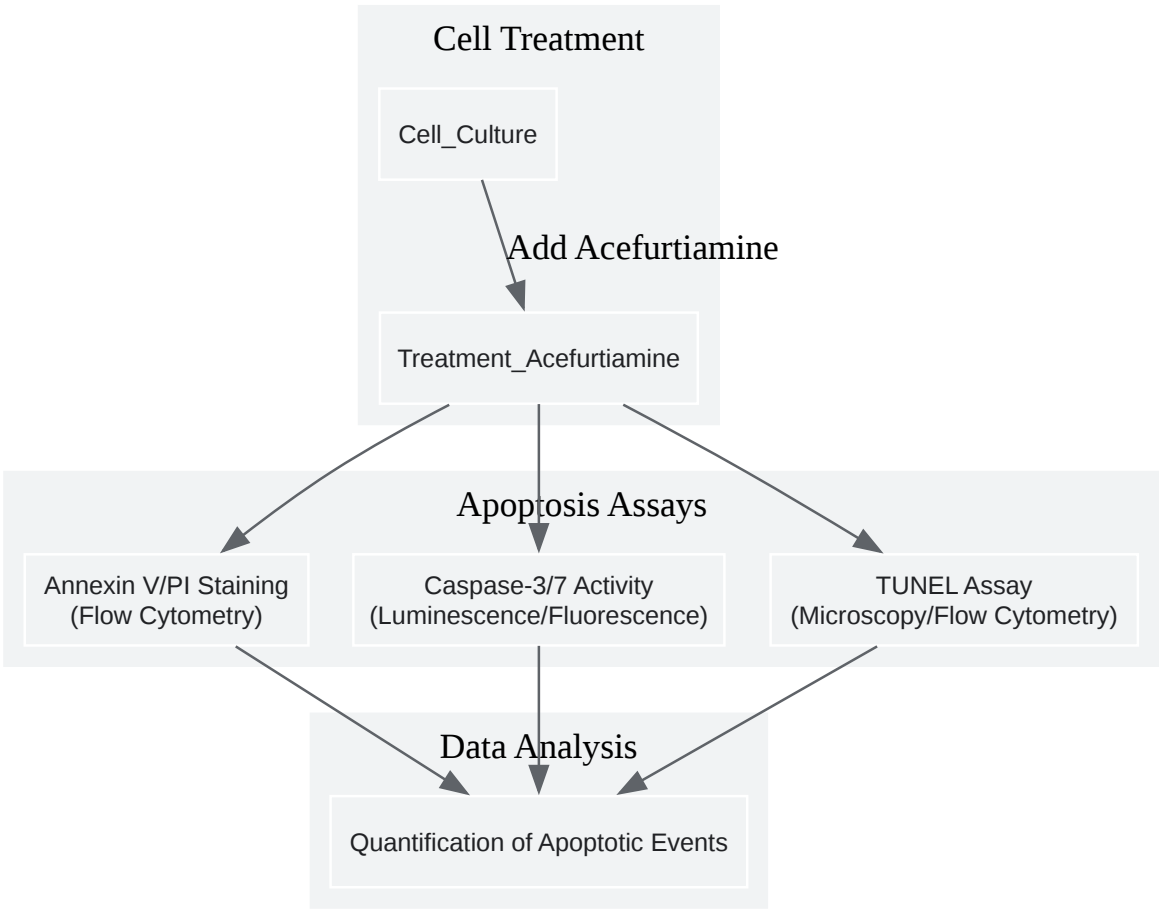 Cell Treatment
Cell_Culture
Add Acefurtiamine
Treatment_Acefurtiamine
Apoptosis Assays
Annexin V/PI Staining
(Flow Cytometry)
Caspase-3/7 Activity
(Luminescence/Fluorescence)
TUNEL Assay
(Microscopy/Flow Cytometry)
Data Analysis
Quantification of Apoptotic Events